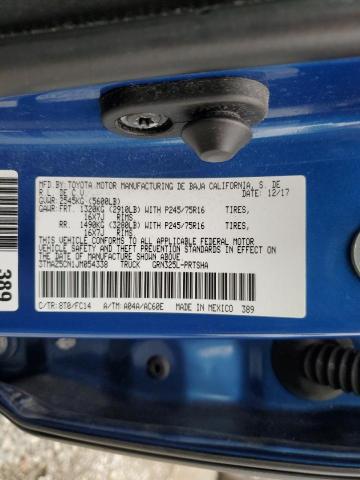 MFD.BY: TOYOTA MOTOR MANUFACTURING DE BAJA CALIFORNIA, S. DE
R.L. DE C.V. DATE: 12/17
GVWR: 2545KG (5600LB)
GAWR: FRT. 1320KG (2910LB) WITH P245/75R16 TIRES,
16X7J RIMS
RR. 1490KG (3280LB) WITH P245/75R16 TIRES,
16X7J RIMS
THIS VEHICLE CONFORMS TO ALL APPLICABLE FEDERAL MOTOR
VEHICLE SAFETY AND THEFT PREVENTION STANDARDS IN EFFECT ON
THE DATE OF MANUFACTURE SHOWN ABOVE.
3TMAZ5CN1JM054338 TRUCK GRN325L-PRTSHA
C/TR: 8T0/FC14 A/TM: A04A/AC60E MADE IN MEXICO 389
389